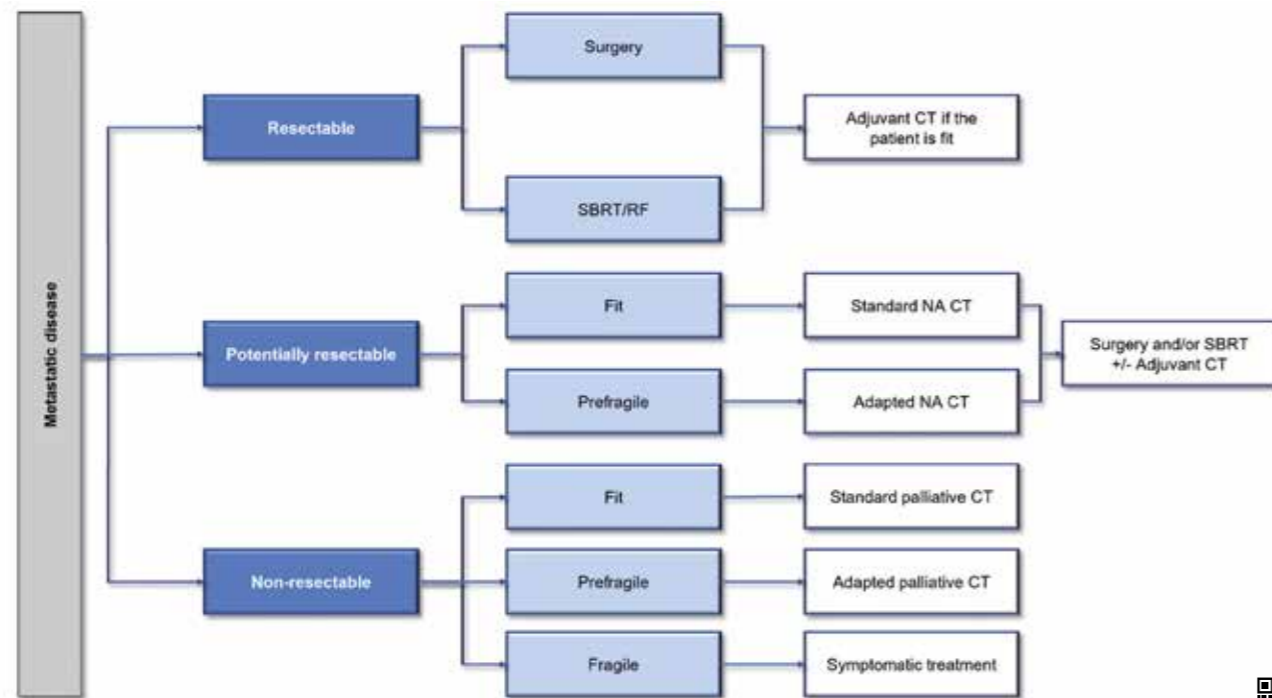 Metastatic disease
Resectable
Surgery
SBRT/RF
Adjuvant CT if the
patient is fit
Potentially resectable
Fit
Standard NA CT
Prefragile
Adapted NA CT
Surgery and/or SBRT
+/- Adjuvant CT
Non-resectable
Fit
Standard palliative CT
Prefragile
Adapted palliative CT
Fragile
Symptomatic treatment